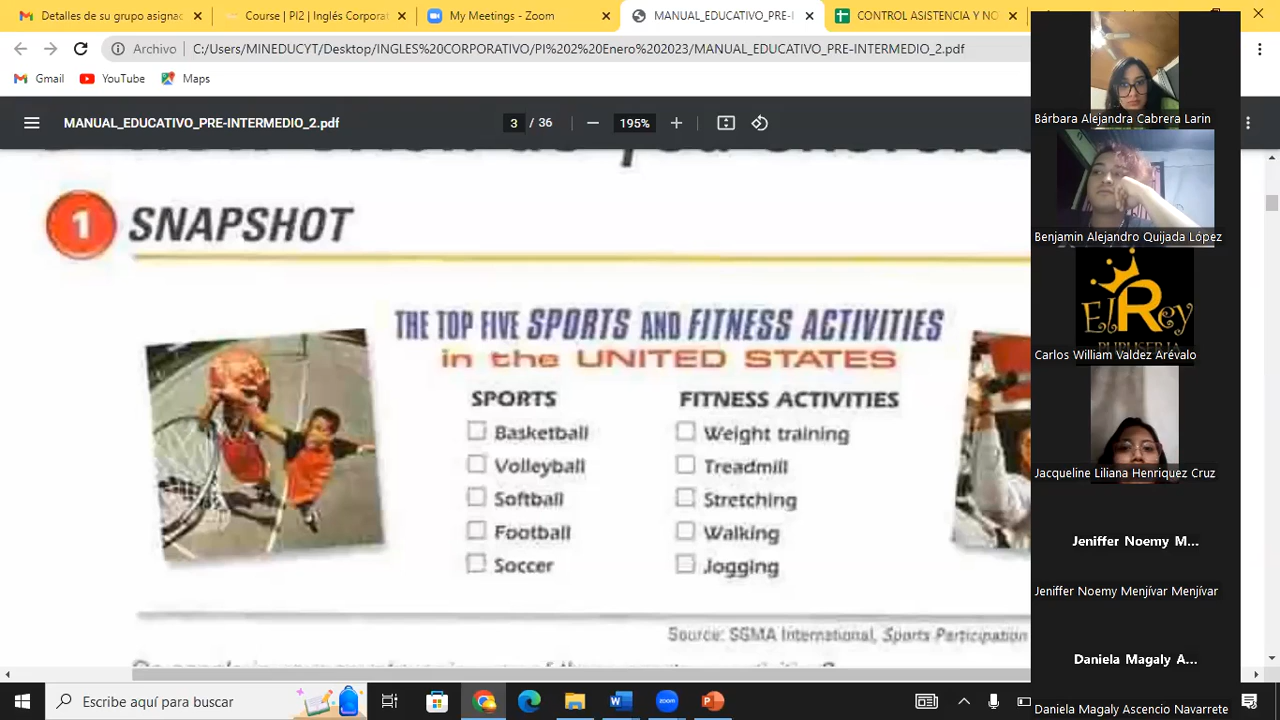 Detalles de su grupo asignac
Course | PI2 | Inglés Corporat
My Meetings - Zoom
MANUAL_EDUCATIVO_PRE-I
CONTROL ASISTENCIA Y NO
Archivo
C:/Users/MINEDUCYT/Desktop/INGLES%20CORPORATIVO/PI%202%20Enero%202023/MANUAL_EDUCATIVO_PRE-INTERMEDIO_2.pdf
Gmail
YouTube
Maps
MANUAL_EDUCATIVO_PRE-INTERMEDIO_2.pdf
3 / 36
195%
1 SNAPSHOT
THE TOP FIVE SPORTS AND FITNESS ACTIVITIES
in the UNITED STATES
SPORTS
Basketball
Volleyball
Softball
Football
Soccer
FITNESS ACTIVITIES
Weight training
Treadmill
Stretching
Walking
Jogging
Source: SGMA International, Sports Participation
Bárbara Alejandra Cabrera Larin
Benjamin Alejandro Quijada López
El Rey
PUPUSERIA
Carlos William Valdez Arévalo
Jacqueline Liliana Henriquez Cruz
Jeniffer Noemy M...
Jeniffer Noemy Menjívar Menjívar
Daniela Magaly A...
Daniela Magaly Ascencio Navarrete
Escribe aquí para buscar